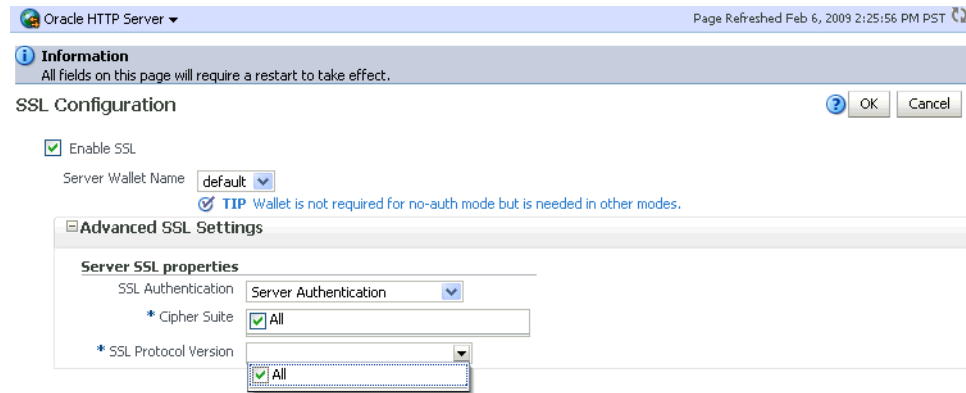 Oracle HTTP Server
Page Refreshed Feb 6, 2009 2:25:56 PM PST
Information
All fields on this page will require a restart to take effect.
SSL Configuration
OK
Cancel
Enable SSL
Server Wallet Name
default
TIP Wallet is not required for no-auth mode but is needed in other modes.
Advanced SSL Settings
Server SSL properties
SSL Authentication
Server Authentication
* Cipher Suite
All
* SSL Protocol Version
All